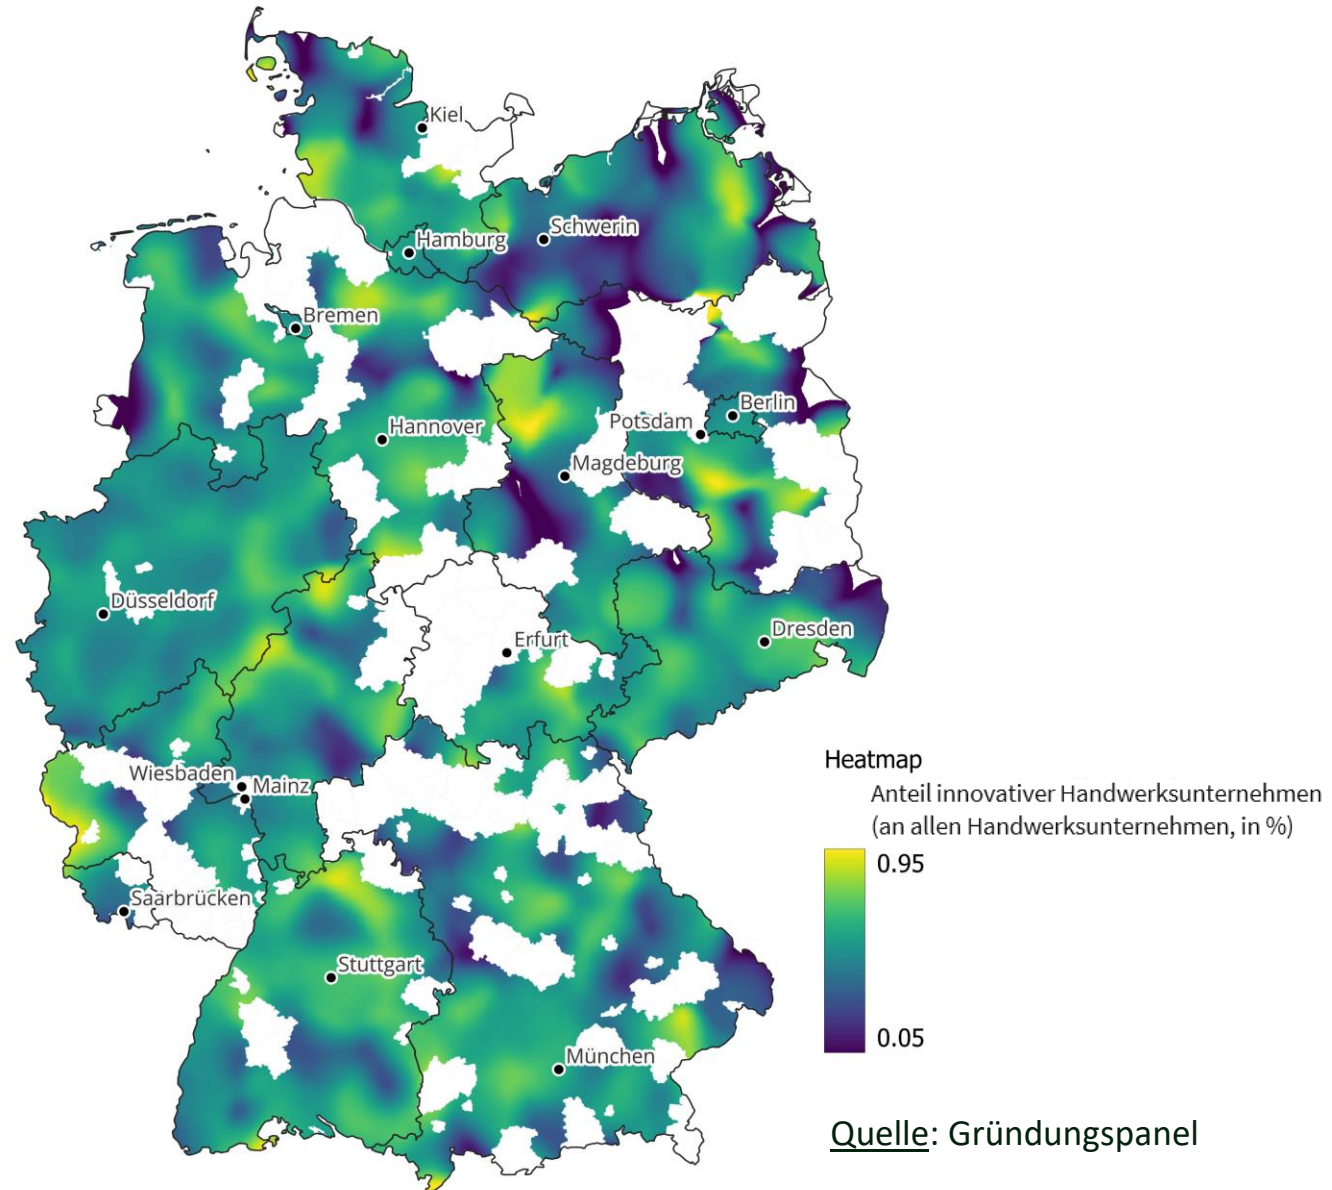 Kiel
Schwerin
Hamburg
Bremen
Berlin
Potsdam
Hannover
Magdeburg
Düsseldorf
Dresden
Erfurt
Wiesbaden
Mainz
Saarbrücken
Stuttgart
München
Heatmap
Anteil innovativer Handwerksunternehmen
(an allen Handwerksunternehmen, in %)
0.95
0.05
Quelle: Gründungspanel